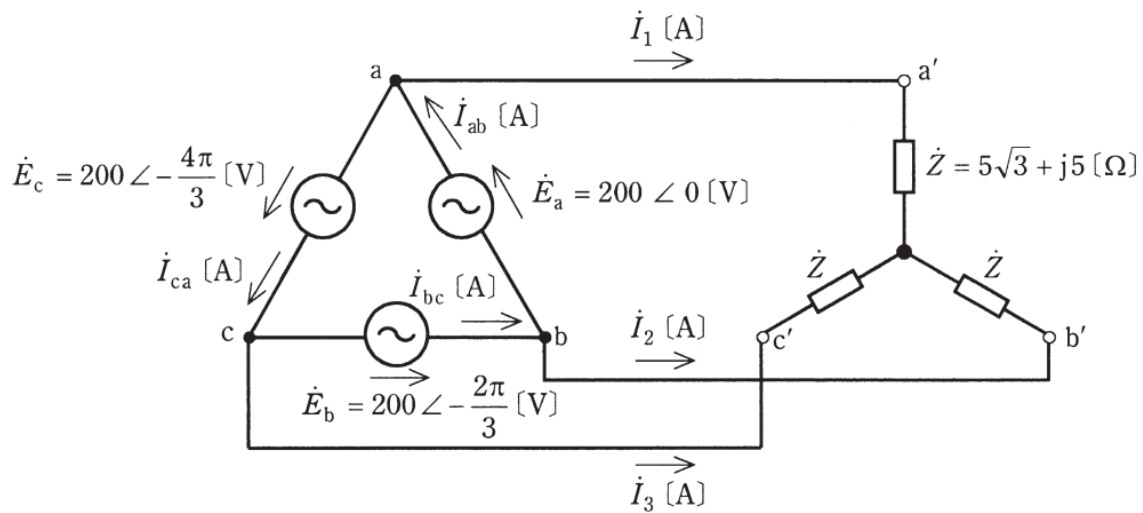 İ₁〔A〕
a
a′
İab〔A〕
Ėc = 200 ∠ −4π/3〔V〕
Ėa = 200 ∠ 0〔V〕
Ż = 5√3 + j5〔Ω〕
İca〔A〕
İbc〔A〕
Ż
Ż
c
b
İ₂〔A〕
c′
b′
Ėb = 200 ∠ −2π/3〔V〕
İ₃〔A〕